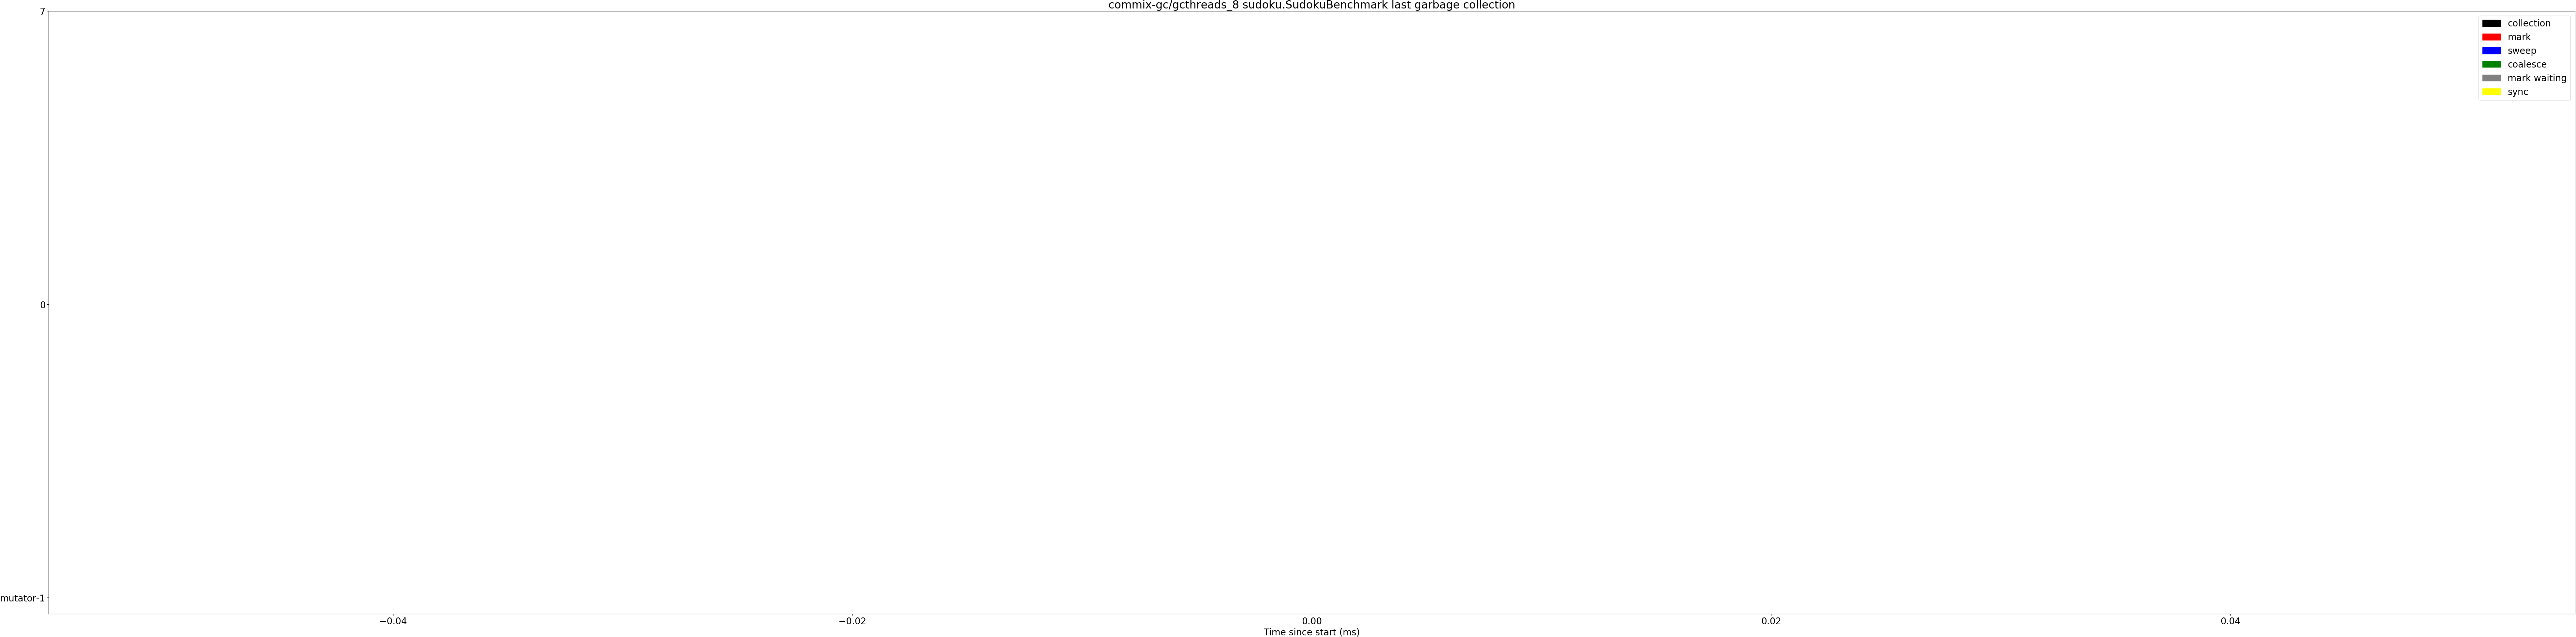 commix-gc/gcthreads_8 sudoku.SudokuBenchmark last garbage collection
7
0
mutator-1
collection
mark
sweep
coalesce
mark waiting
sync
−0.04
−0.02
0.00
0.02
0.04
Time since start (ms)